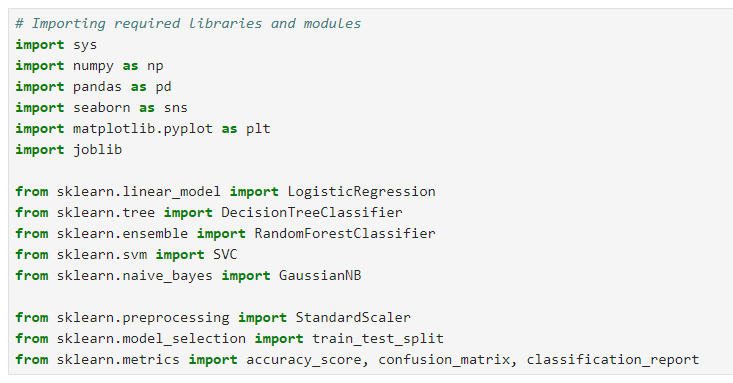 # Importing required libraries and modules
import sys
import numpy as np
import pandas as pd
import seaborn as sns
import matplotlib.pyplot as plt
import joblib
from sklearn.linear_model import LogisticRegression
from sklearn.tree import DecisionTreeClassifier
from sklearn.ensemble import RandomForestClassifier
from sklearn.svm import SVC
from sklearn.naive_bayes import GaussianNB
from sklearn.preprocessing import StandardScaler
from sklearn.model_selection import train_test_split
from sklearn.metrics import accuracy_score, confusion_matrix, classification_report